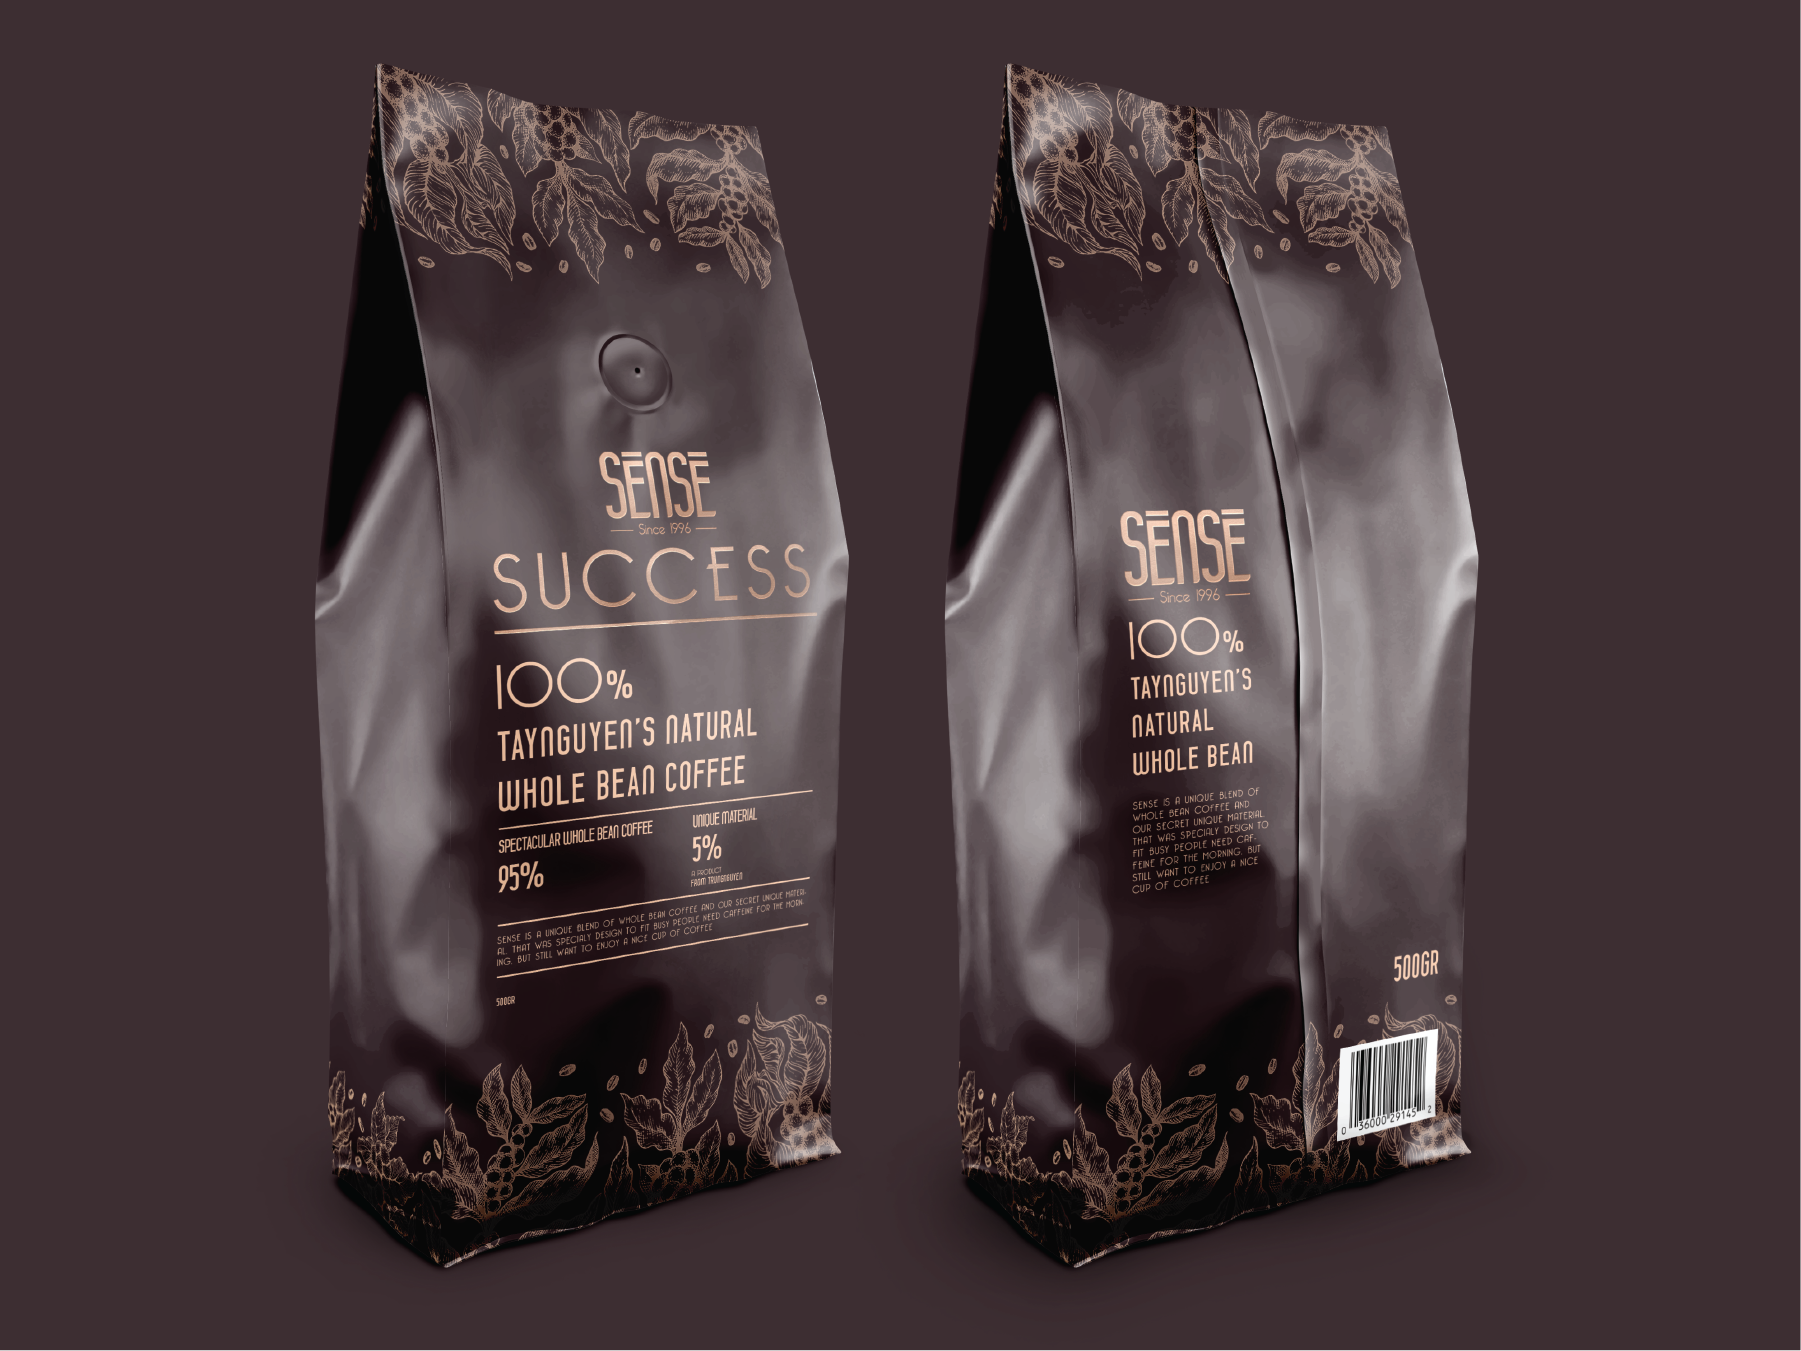 SENSE
Since 1996
SUCCESS
100%
TAYNGUYEN'S NATURAL
WHOLE BEAN COFFEE
SPECTACULAR WHOLE BEAN COFFEE
95%
UNIQUE MATERIAL
5%
A PRODUCT
FROM TRUNGNGUYEN
SENSE IS A UNIQUE BLEND OF WHOLE BEAN COFFEE AND OUR SECRET UNIQUE MATERI-
AL. THAT WAS SPECIALY DESIGN TO FIT BUSY PEOPLE NEED CAFFEINE FOR THE MORN-
ING. BUT STILL WANT TO ENJOY A NICE CUP OF COFFEE
500GR
SENSE
Since 1996
100%
TAYNGUYEN'S
NATURAL
WHOLE BEAN
SENSE IS A UNIQUE BLEND OF
WHOLE BEAN COFFEE AND
OUR SECRET UNIQUE MATERIAL.
THAT WAS SPECIALY DESIGN TO
FIT BUSY PEOPLE NEED CAF-
FEINE FOR THE MORNING. BUT
STILL WANT TO ENJOY A NICE
CUP OF COFFEE
500GR
0 36000 29145 2